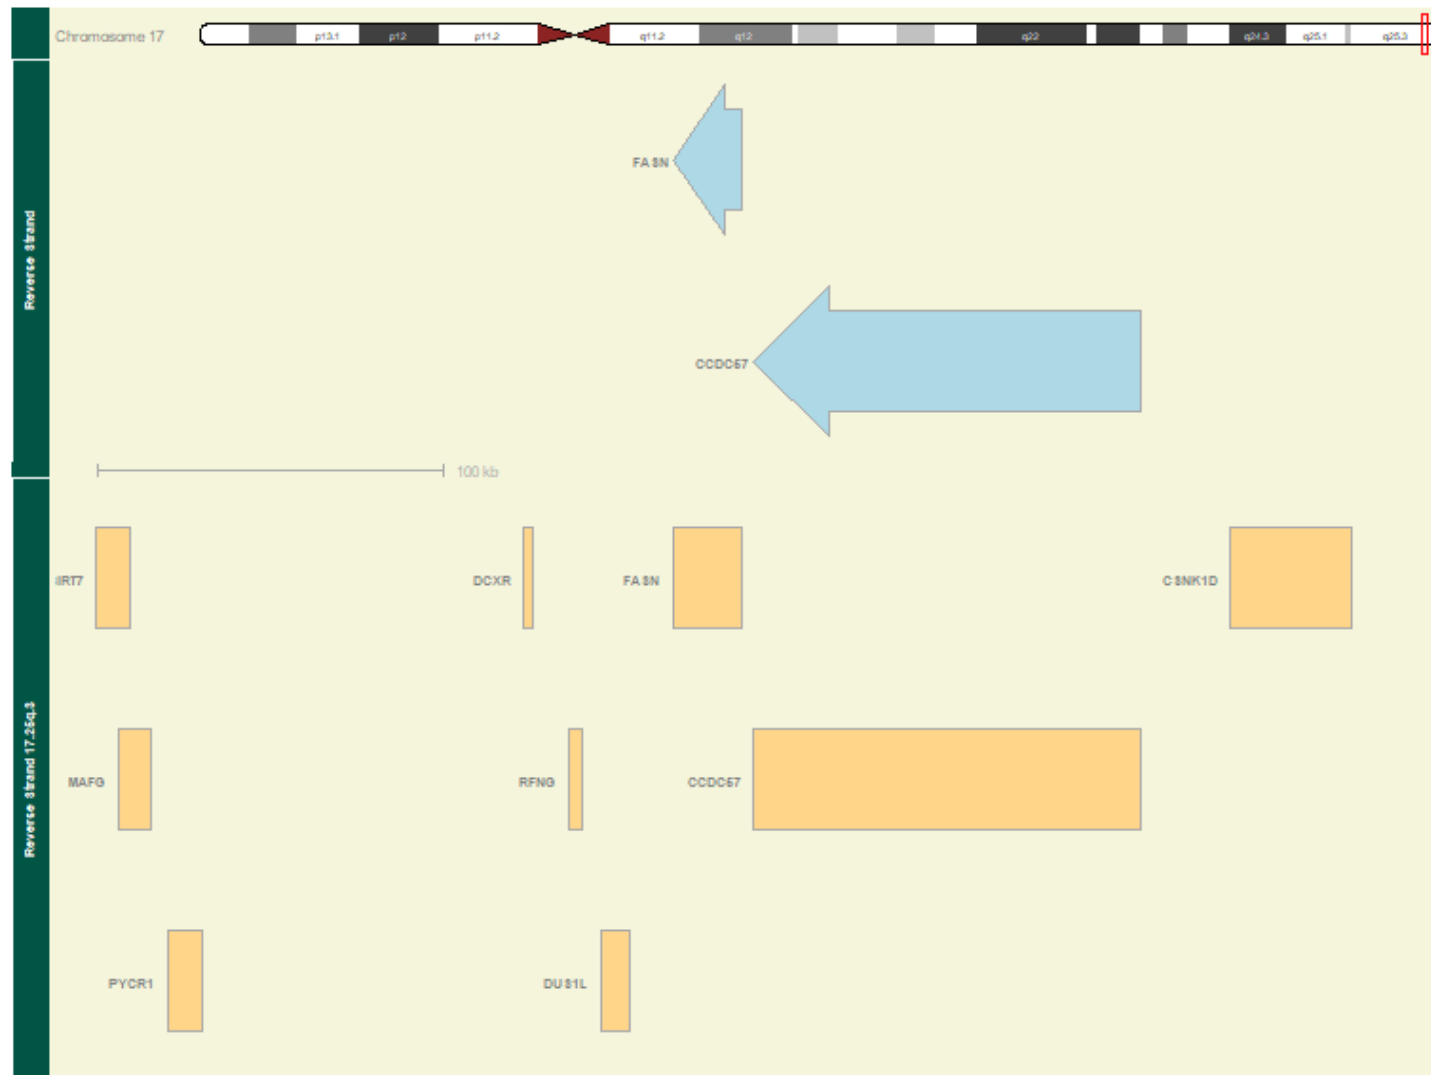 Chromosome 17
p13.1 p12 p11.2 q11.2 q12 q22 q24.3 q25.1 q25.3
Reverse Strand
FASN
CCDC57
100 kb
Reverse Strand 17.25q.3
SIRT7 DCXR FASN CSNK1D
MAFG RFNG CCDC57
PYCR1 DUS1L